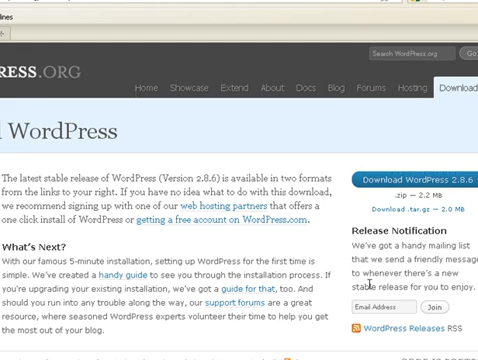 lines
Search WordPress.org
Go
RESS.ORG
Home Showcase Extend About Docs Blog Forums Hosting Download
WordPress
The latest stable release of WordPress (Version 2.8.6) is available in two formats
from the links to your right. If you have no idea what to do with this download,
we recommend signing up with one of our web hosting partners that offers a
one click install of WordPress or getting a free account on WordPress.com.
Download WordPress 2.8.6
.zip — 2.2 MB
Download .tar.gz — 2.0 MB
What's Next?
With our famous 5-minute installation, setting up WordPress for the first time is
simple. We've created a handy guide to see you through the installation process. If
you're upgrading your existing installation, we've got a guide for that, too. And
should you run into any trouble along the way, our support forums are a great
resource, where seasoned WordPress experts volunteer their time to help you get
the most out of your blog.
Release Notification
We've got a handy mailing list
that we send a friendly message
to whenever there's a new
stable release for you to enjoy.
Email Address
Join
WordPress Releases RSS